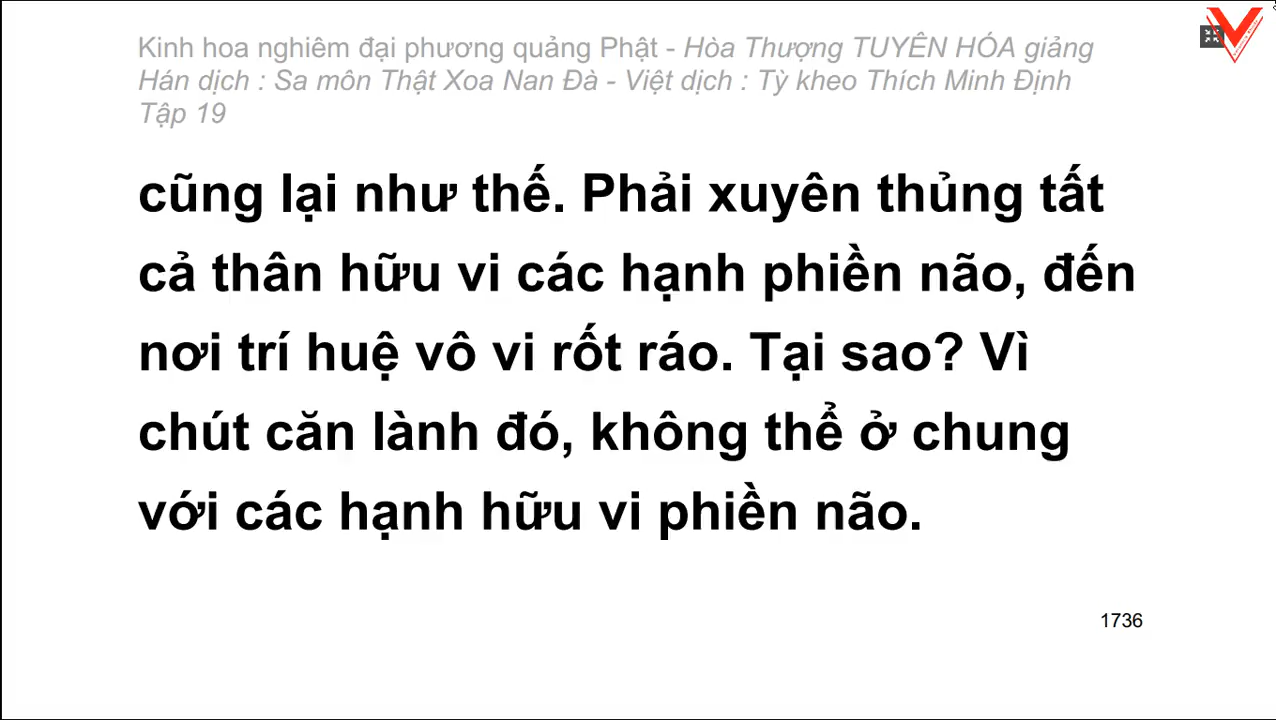 Kinh hoa nghiêm đại phương quảng Phật - Hòa Thượng TUYÊN HÓA giảng
Hán dịch : Sa môn Thật Xoa Nan Đà - Việt dịch : Tỳ kheo Thích Minh Định
Tập 19
cũng lại như thế. Phải xuyên thủng tất
cả thân hữu vi các hạnh phiền não, đến
nơi trí huệ vô vi rốt ráo. Tại sao? Vì
chút căn lành đó, không thể ở chung
với các hạnh hữu vi phiền não.
1736